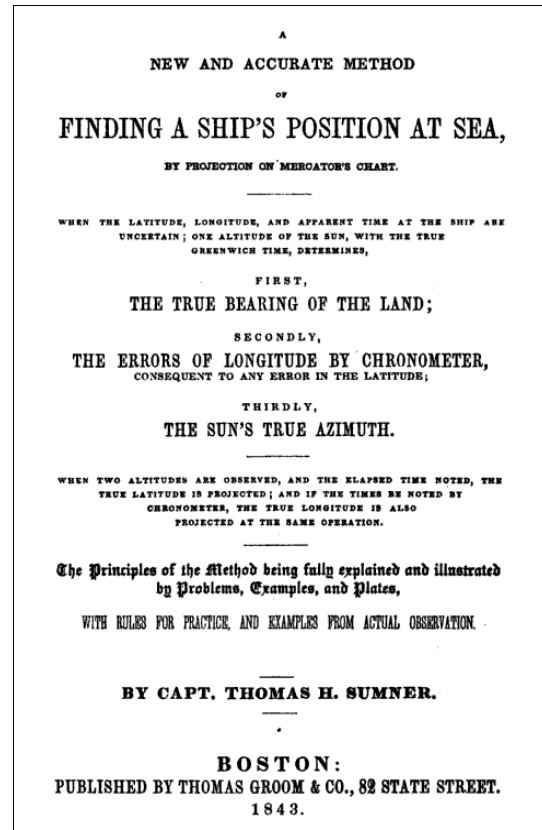 A
NEW AND ACCURATE METHOD
OF
FINDING A SHIP'S POSITION AT SEA,
BY PROJECTION ON MERCATOR'S CHART.
WHEN THE LATITUDE, LONGITUDE, AND APPARENT TIME AT THE SHIP ARE
UNCERTAIN; ONE ALTITUDE OF THE SUN, WITH THE TRUE
GREENWICH TIME, DETERMINES,
FIRST,
THE TRUE BEARING OF THE LAND;
SECONDLY,
THE ERRORS OF LONGITUDE BY CHRONOMETER,
CONSEQUENT TO ANY ERROR IN THE LATITUDE;
THIRDLY,
THE SUN'S TRUE AZIMUTH.
WHEN TWO ALTITUDES ARE OBSERVED, AND THE ELAPSED TIME NOTED, THE
TRUE LATITUDE IS PROJECTED; AND IF THE TIMES BE NOTED BY
CHRONOMETER, THE TRUE LONGITUDE IS ALSO
PROJECTED AT THE SAME OPERATION.
The Principles of the Method being fully explained and illustrated
by Problems, Examples, and Plates,
WITH RULES FOR PRACTICE, AND EXAMPLES FROM ACTUAL OBSERVATION.
BY CAPT. THOMAS H. SUMNER.
BOSTON:
PUBLISHED BY THOMAS GROOM & CO., 82 STATE STREET.
1843.